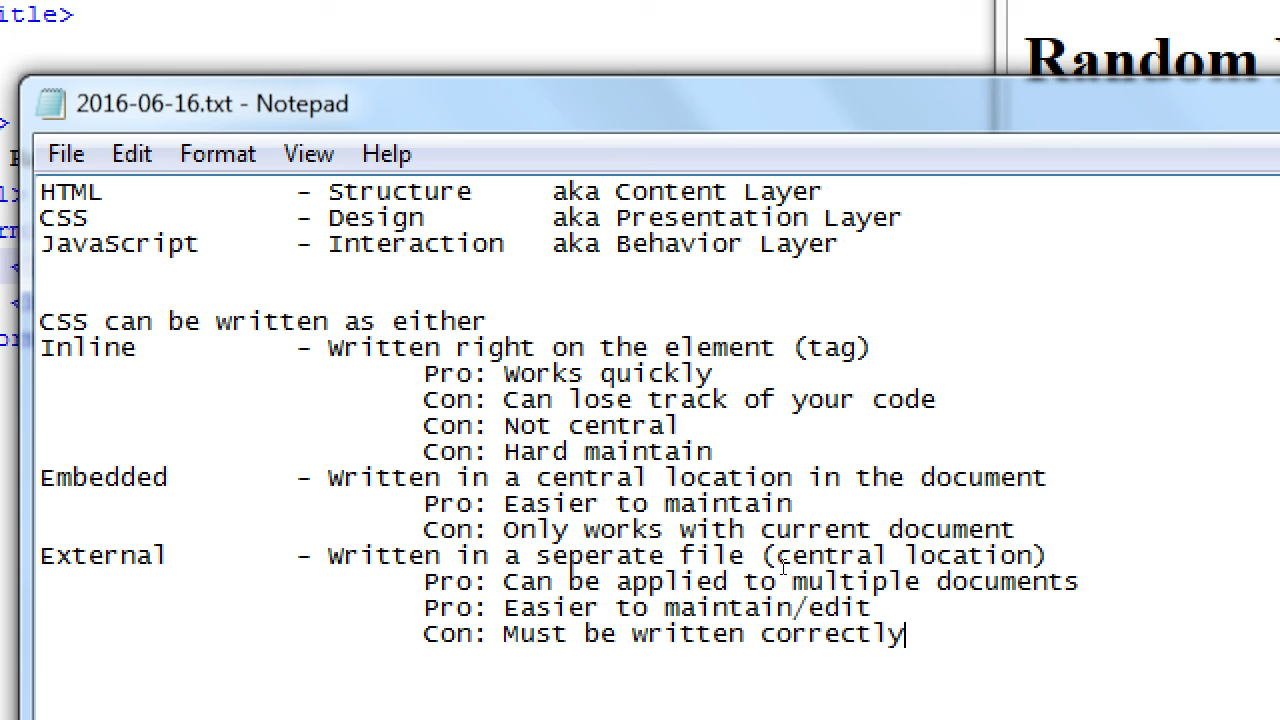 itle>
Random
2016-06-16.txt - Notepad
File Edit Format View Help
HTML - Structure aka Content Layer
CSS - Design aka Presentation Layer
JavaScript - Interaction aka Behavior Layer
CSS can be written as either
Inline - Written right on the element (tag)
Pro: Works quickly
Con: Can lose track of your code
Con: Not central
Con: Hard maintain
Embedded - Written in a central location in the document
Pro: Easier to maintain
Con: Only works with current document
External - Written in a seperate file (central location)
Pro: Can be applied to multiple documents
Pro: Easier to maintain/edit
Con: Must be written correctly